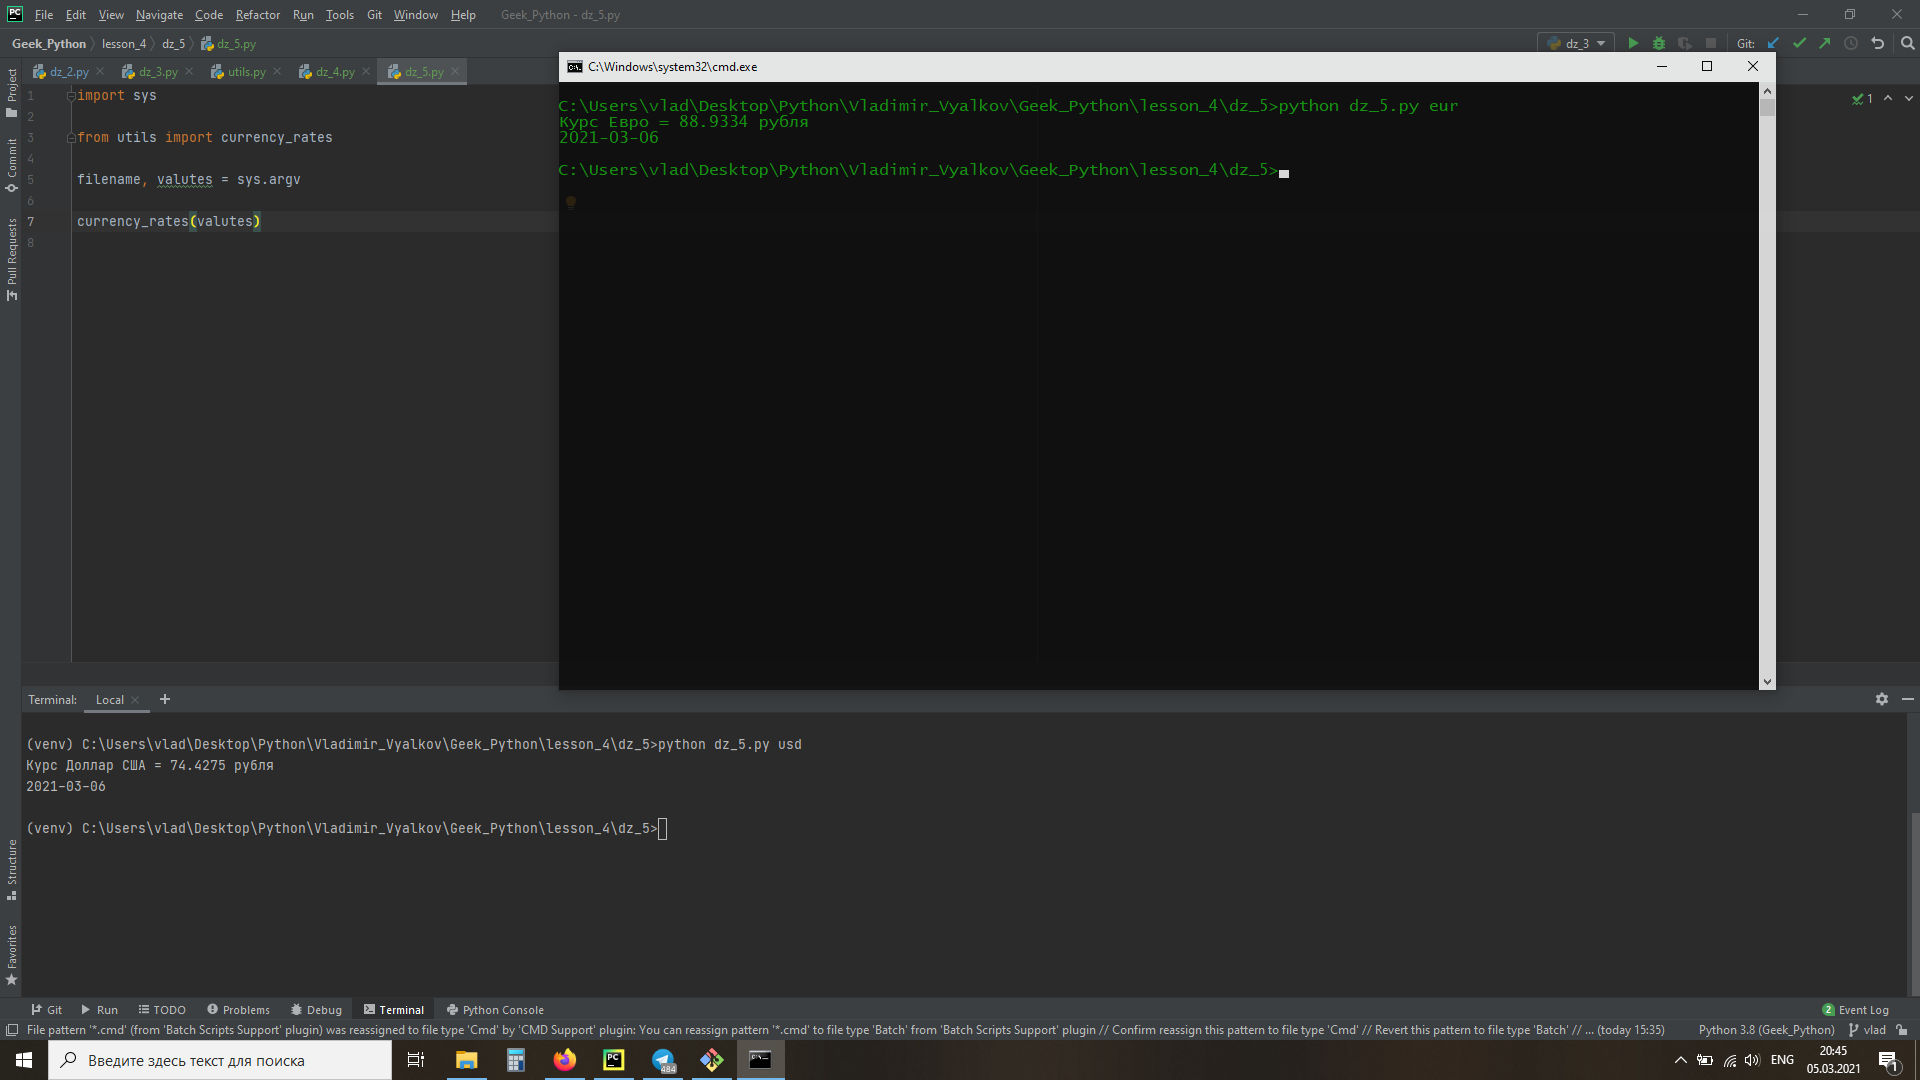 File Edit View Navigate Code Refactor Run Tools Git Window Help Geek_Python - dz_5.py
Geek_Python lesson_4 dz_5 dz_5.py dz_3 Git:
dz_2.py dz_3.py utils.py dz_4.py dz_5.py
Project
Commit
Pull Requests
1 import sys
2
3 from utils import currency_rates
4
5 filename, valutes = sys.argv
6
7 currency_rates(valutes)
8
1
C:\Windows\system32\cmd.exe
C:\Users\vlad\Desktop\Python\Vladimir_Vyalkov\Geek_Python\lesson_4\dz_5>python dz_5.py eur
Курс Евро = 88.9334 рубля
2021-03-06
C:\Users\vlad\Desktop\Python\Vladimir_Vyalkov\Geek_Python\lesson_4\dz_5>
Terminal: Local
(venv) C:\Users\vlad\Desktop\Python\Vladimir_Vyalkov\Geek_Python\lesson_4\dz_5>python dz_5.py usd
Курс Доллар США = 74.4275 рубля
2021-03-06
(venv) C:\Users\vlad\Desktop\Python\Vladimir_Vyalkov\Geek_Python\lesson_4\dz_5>
Structure
Favorites
Git Run TODO Problems Debug Terminal Python Console 2 Event Log
File pattern '*.cmd' (from 'Batch Scripts Support' plugin) was reassigned to file type 'Cmd' by 'CMD Support' plugin: You can reassign pattern '*.cmd' to file type 'Batch' from 'Batch Scripts Support' plugin // Confirm reassign this pattern to file type 'Cmd' // Revert this pattern to file type 'Batch' // ... (today 15:35) Python 3.8 (Geek_Python) vlad
Введите здесь текст для поиска
PC
484
ENG
20:45
05.03.2021
1